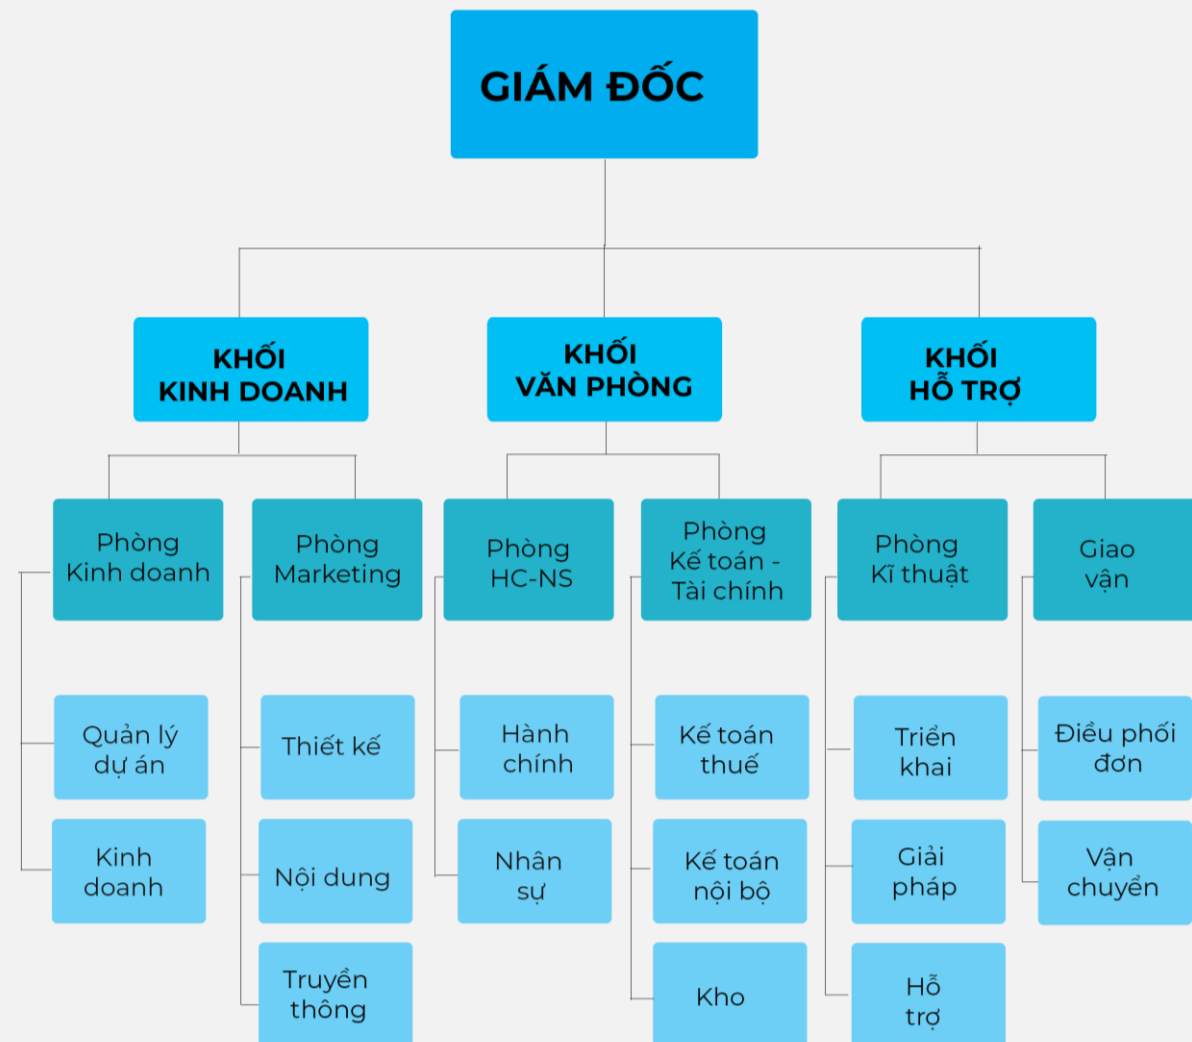 GIÁM ĐỐC
KHỐI
KINH DOANH
KHỐI
VĂN PHÒNG
KHỐI
HỖ TRỢ
Phòng
Kinh doanh
Phòng
Marketing
Phòng
HC-NS
Phòng
Kế toán -
Tài chính
Phòng
Kĩ thuật
Giao
vận
Quản lý
dự án
Thiết kế
Hành
chính
Kế toán
thuế
Triển
khai
Điều phối
đơn
Kinh
doanh
Nội dung
Nhân
sự
Kế toán
nội bộ
Giải
pháp
Vận
chuyển
Truyền
thông
Kho
Hỗ
trợ